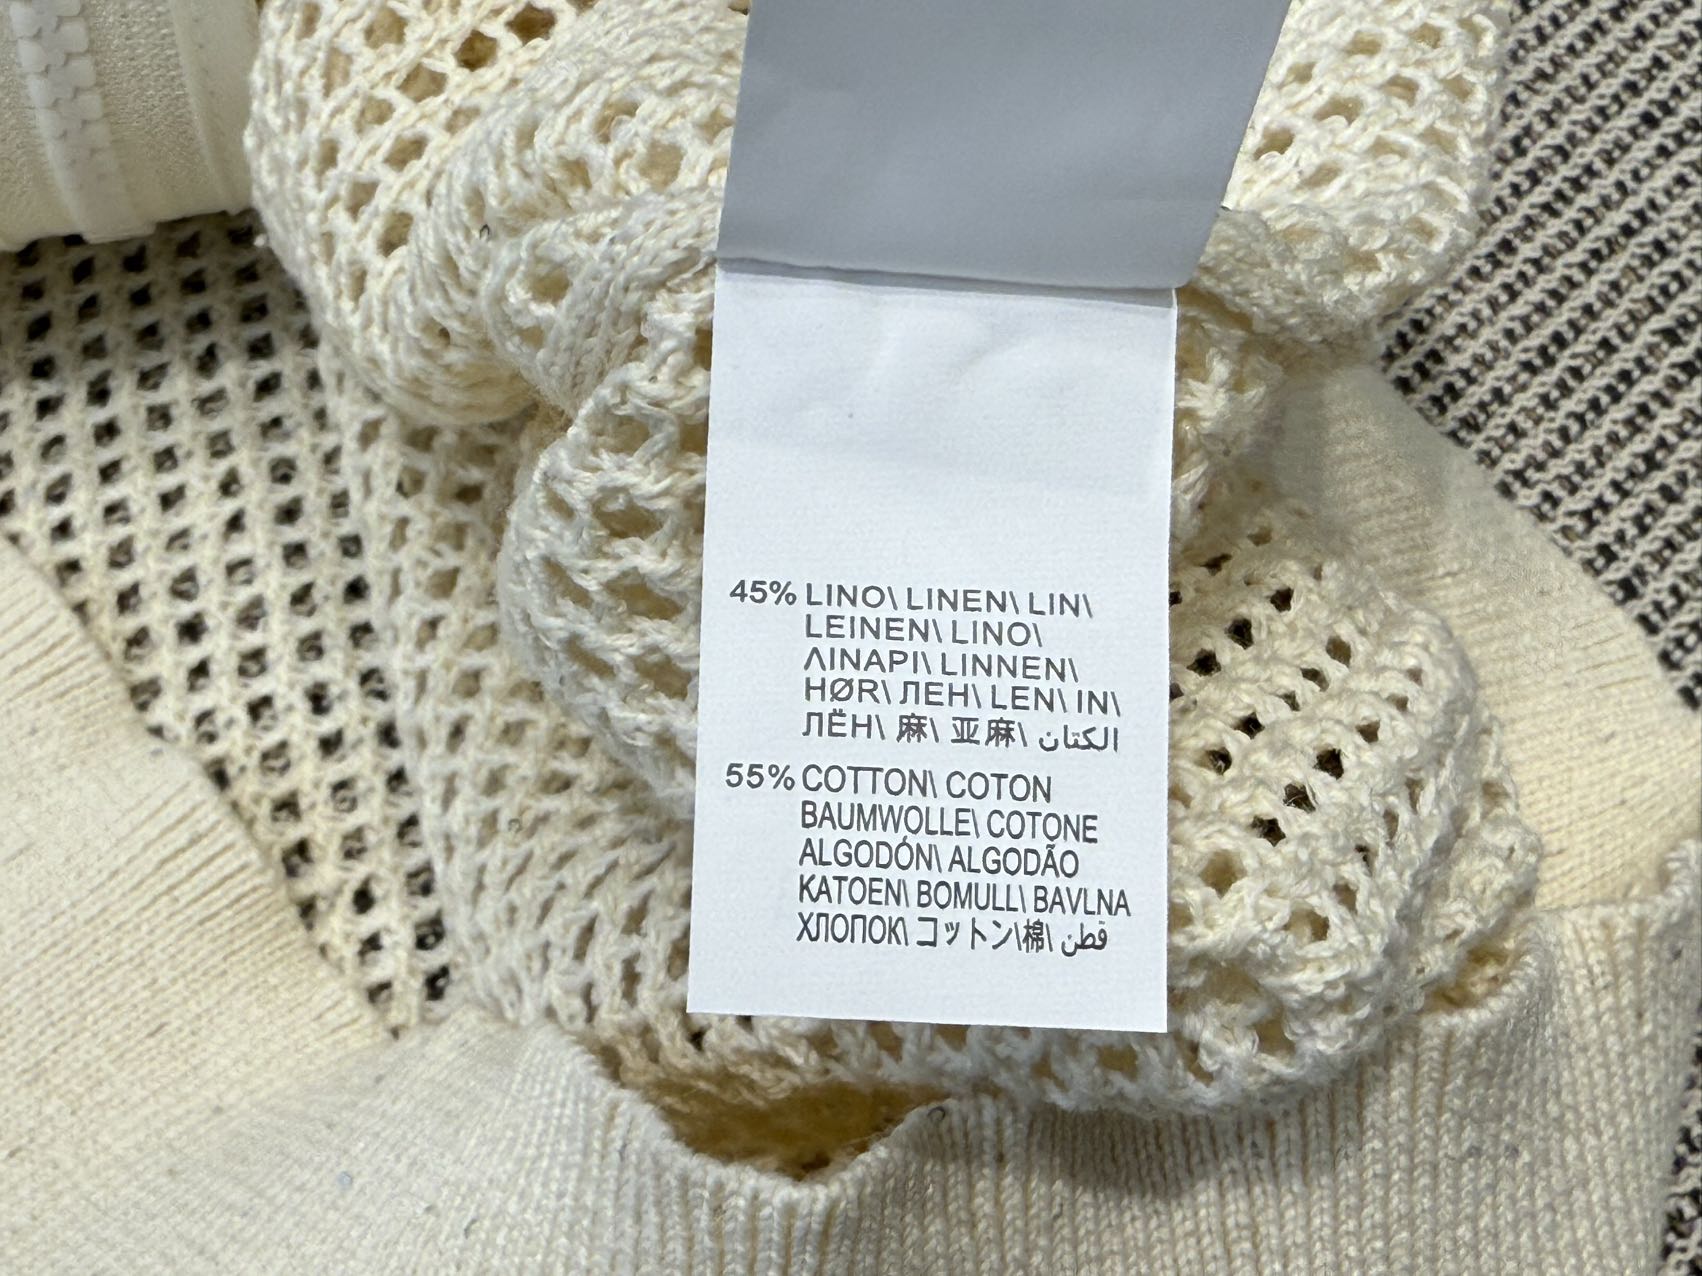 45% LINO\ LINEN\ LIN\
LEINEN\ LINO\
ΛΙΝΑΡΙ\ LINNEN\
HØR\ ЛЕН\ LEN\ IN\
ЛЁН\ 麻\ 亚麻\ الكتان
55% COTTON\ COTON
BAUMWOLLE\ COTONE
ALGODÓN\ ALGODÃO
KATOEN\ BOMULL\ BAVLNA
ХЛОПОК\ コットン\棉\ قطن